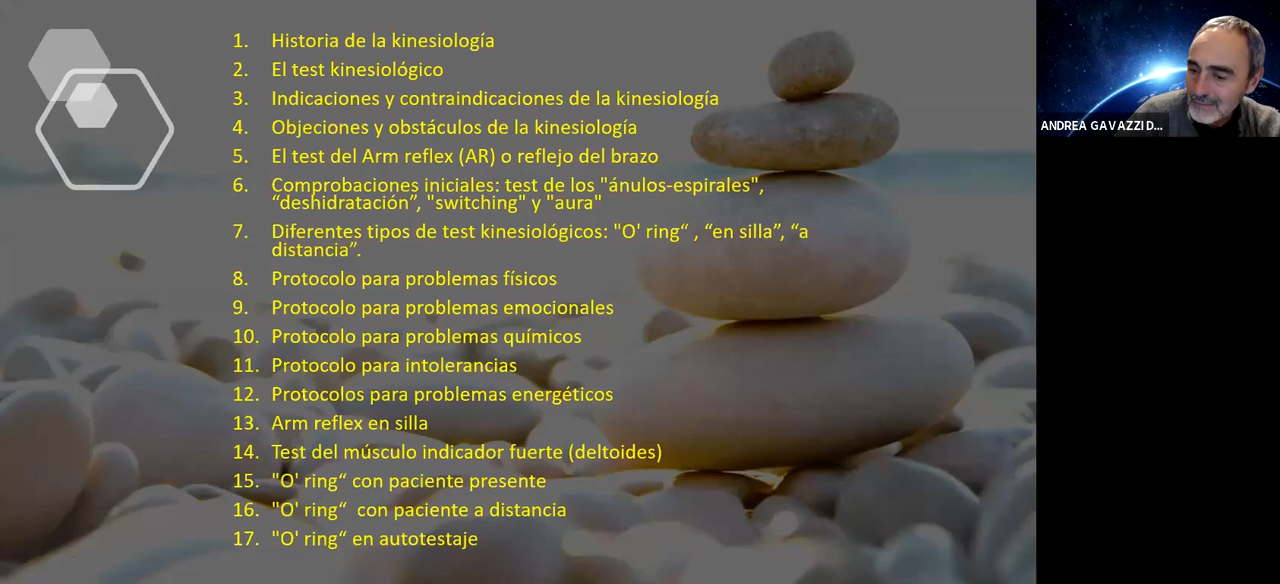 1. Historia de la kinesiología
2. El test kinesiológico
3. Indicaciones y contraindicaciones de la kinesiología
4. Objeciones y obstáculos de la kinesiología
5. El test del Arm reflex (AR) o reflejo del brazo
6. Comprobaciones iniciales: test de los "ánulos-espirales",
“deshidratación”, "switching" y "aura"
7. Diferentes tipos de test kinesiológicos: "O' ring“ , “en silla”, “a
distancia”.
8. Protocolo para problemas físicos
9. Protocolo para problemas emocionales
10. Protocolo para problemas químicos
11. Protocolo para intolerancias
12. Protocolos para problemas energéticos
13. Arm reflex en silla
14. Test del músculo indicador fuerte (deltoides)
15. "O' ring“ con paciente presente
16. "O' ring“  con paciente a distancia
17. "O' ring“ en autotestaje
ANDREA GAVAZZI D...